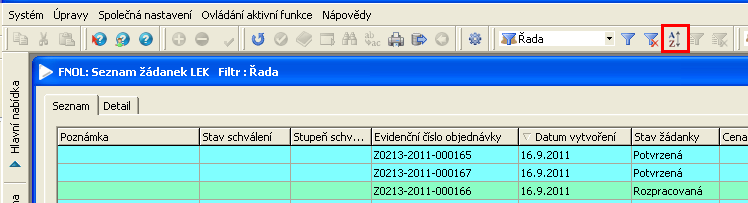 Systém Úpravy Společná nastavení Ovládání aktivní funkce Nápovědy
Řada
FNOL: Seznam žádanek LEK Filtr : Řada
Hlavní nabídka
Seznam Detail
Poznámka Stav schválení Stupeň schv... Evidenční číslo objednávky Datum vytvoření Stav žádanky Cena
Z0213-2011-000165 16.9.2011 Potvrzená
Z0213-2011-000167 16.9.2011 Potvrzená
Z0213-2011-000166 16.9.2011 Rozpracovaná